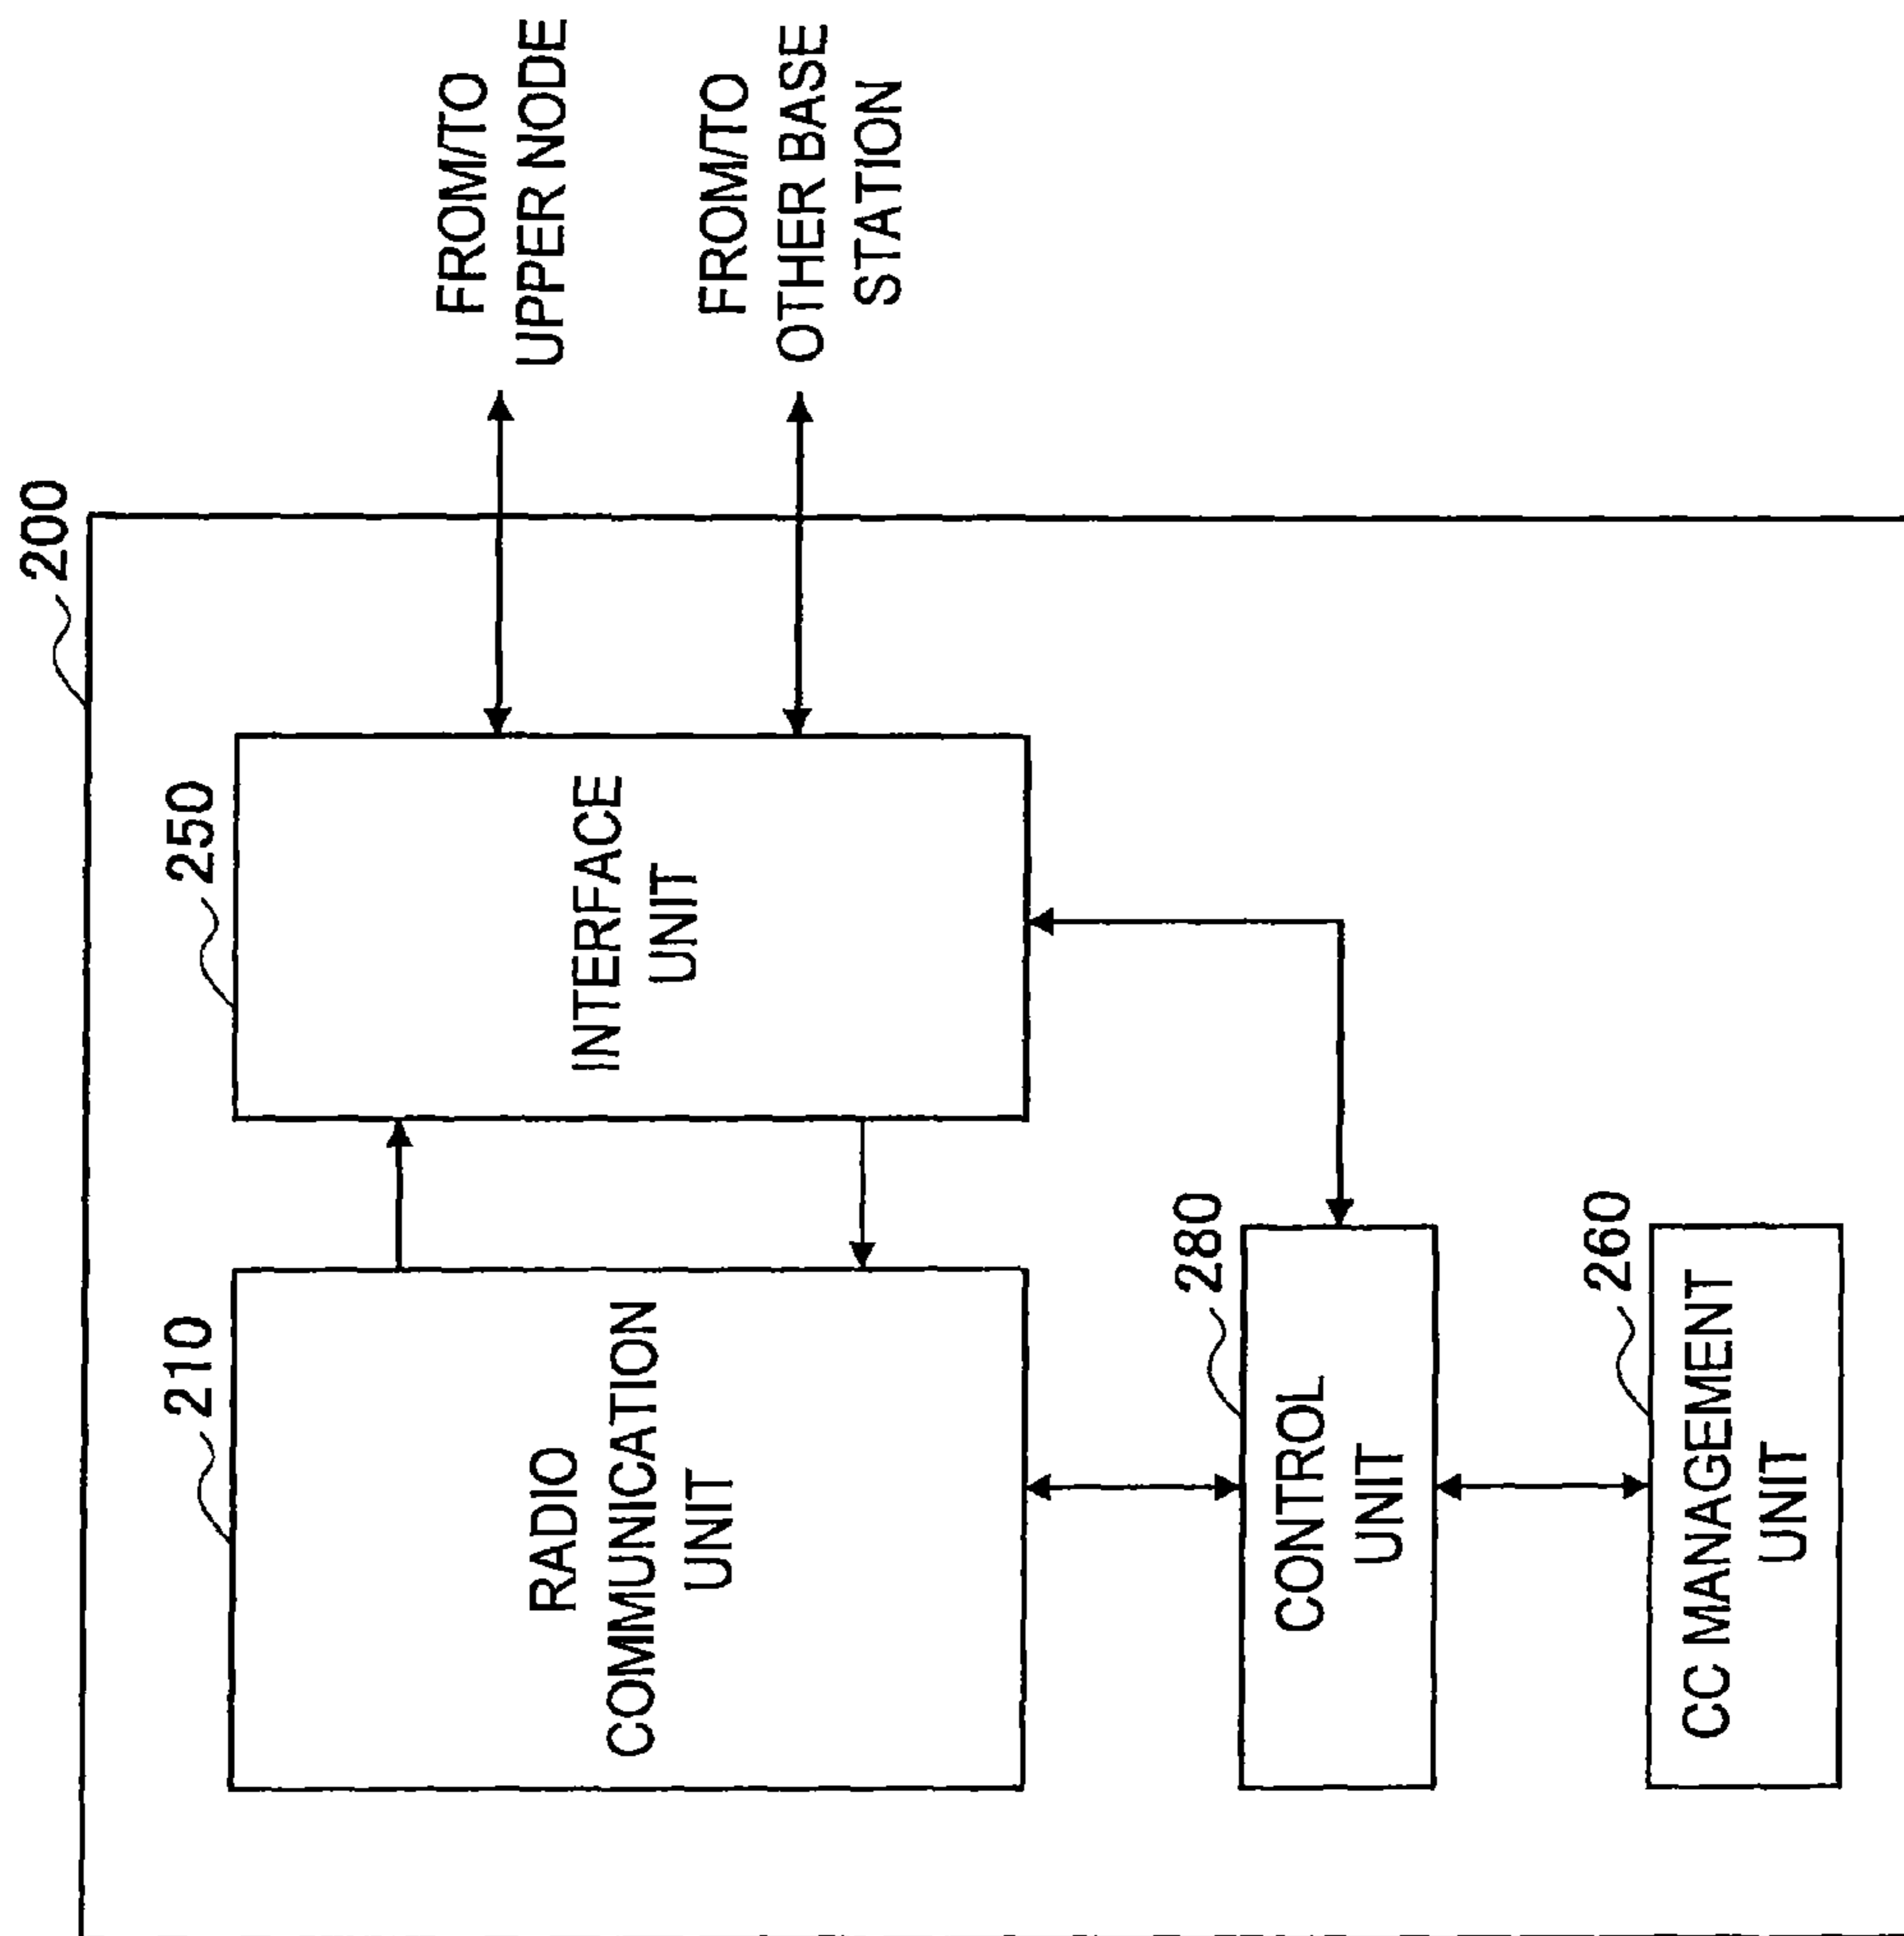 200
210
RADIO
COMMUNICATION
UNIT
250
INTERFACE
UNIT
FROM/TO
UPPER NODE
FROM/TO
OTHER BASE
STATION
280
CONTROL
UNIT
260
CC MANAGEMENT
UNIT